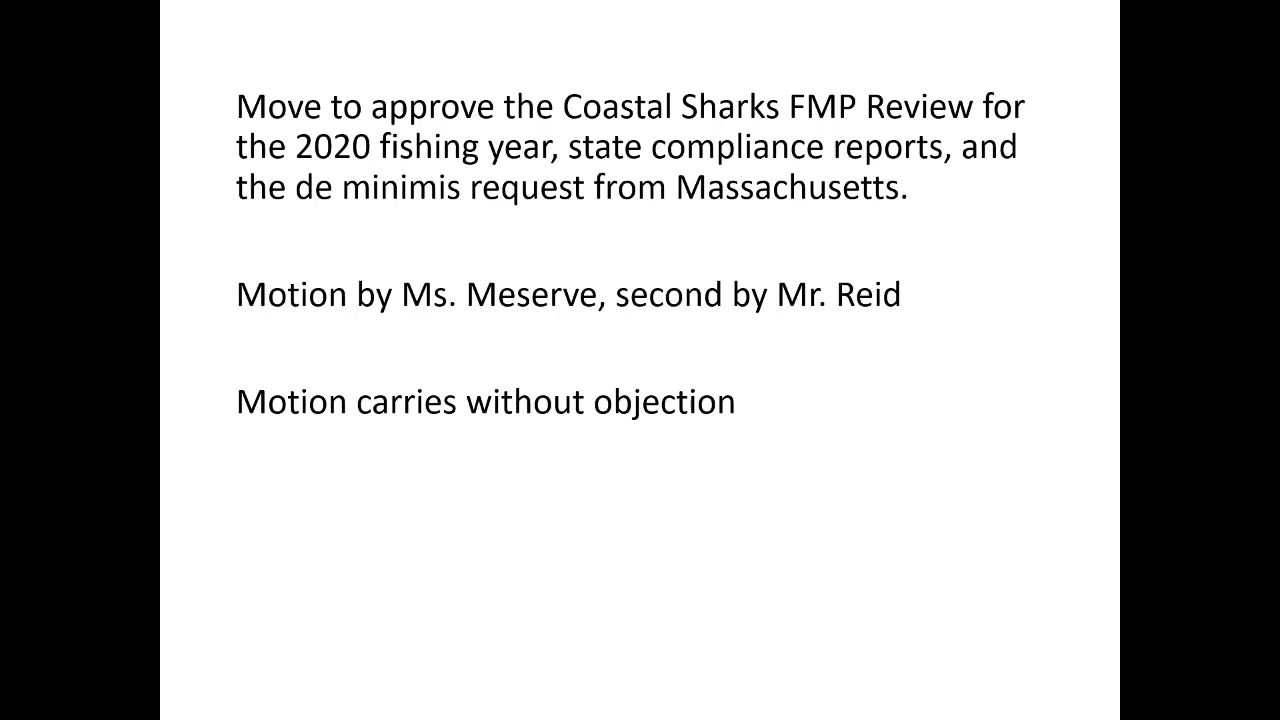 Move to approve the Coastal Sharks FMP Review for
the 2020 fishing year, state compliance reports, and
the de minimis request from Massachusetts.
Motion by Ms. Meserve, second by Mr. Reid
Motion carries without objection